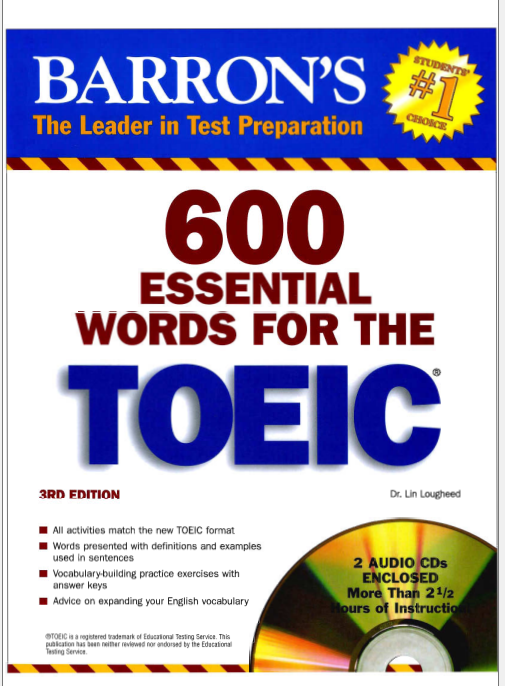 BARRON'S
The Leader in Test Preparation
STUDENTS'
#1
CHOICE
600
ESSENTIAL
WORDS FOR THE
TOEIC®
3RD EDITION
Dr. Lin Lougheed
All activities match the new TOEIC format
Words presented with definitions and examples
used in sentences
Vocabulary-building practice exercises with
answer keys
Advice on expanding your English vocabulary
2 AUDIO CDs
ENCLOSED
More Than 2 1/2
Hours of Instruction
®TOEIC is a registered trademark of Educational Testing Service. This
publication has been neither reviewed nor endorsed by the Educational
Testing Service.